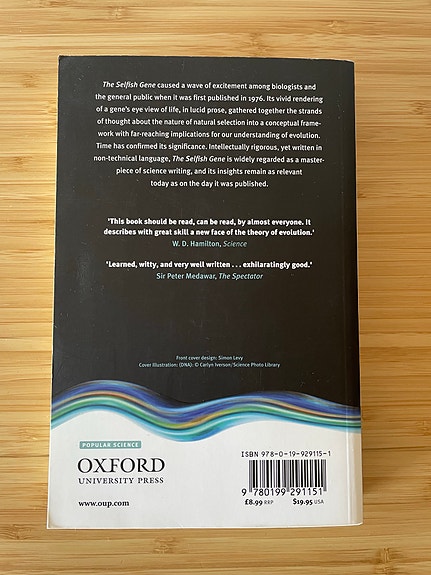 The Selfish Gene caused a wave of excitement among biologists and
the general public when it was first published in 1976. Its vivid rendering
of a gene's eye view of life, in lucid prose, gathered together the strands
of thought about the nature of natural selection into a conceptual frame-
work with far-reaching implications for our understanding of evolution.
Time has confirmed its significance. Intellectually rigorous, yet written in
non-technical language, The Selfish Gene is widely regarded as a master-
piece of science writing, and its insights remain as relevant
today as on the day it was published.
'This book should be read, can be read, by almost everyone. It
describes with great skill a new face of the theory of evolution.'
W. D. Hamilton, Science
'Learned, witty, and very well written . . . exhilaratingly good.'
Sir Peter Medawar, The Spectator
Front cover design: Simon Levy
Cover Illustration: (DNA): © Carlyn Iverson/Science Photo Library
POPULAR SCIENCE
OXFORD
UNIVERSITY PRESS
www.oup.com
ISBN 978-0-19-929115-1
9 780199 291151
£8.99 RRP $19.95 USA